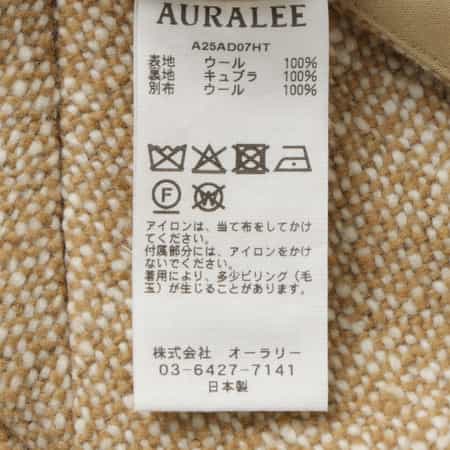 AURALEE
A25AD07HT
表地 ウール 100%
裏地 キュプラ 100%
別布 ウール 100%
F W
アイロンは、当て布をしてかけ
てください。
付属部分には、アイロンをかけ
ないでください。
着用により、多少ピリング（毛
玉）が生じることがあります。
株式会社 オーラリー
03-6427-7141
日本製